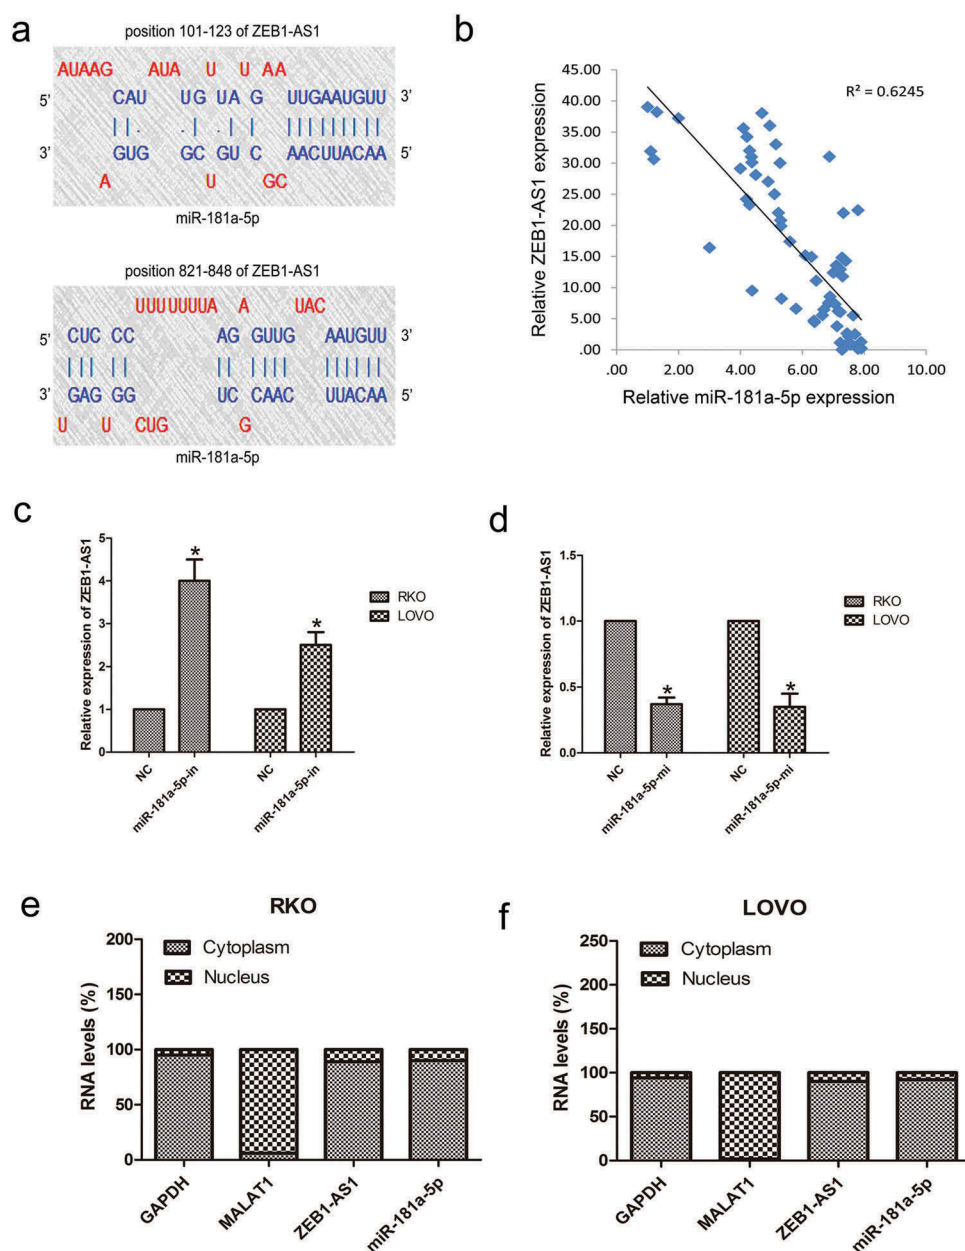 a
position 101-123 of ZEB1-AS1
AUAAG AUA U U AA
5' CAU UG UA G UUGAAUGUU 3'
3' GUG GC GU C AACUUACAA 5'
A U GC
miR-181a-5p
position 821-848 of ZEB1-AS1
UUUUUUUA A UAC
5' CUC CC AG GUUG AAUGUU 3'
3' GAG GG UC CAAC UUACAA 5'
U U CUG G
miR-181a-5p
b
Relative ZEB1-AS1 expression
45.00
40.00
35.00
30.00
25.00
20.00
15.00
10.00
5.00
.00
R² = 0.6245
.00 2.00 4.00 6.00 8.00 10.00
Relative miR-181a-5p expression
c
Relative expression of ZEB1-AS1
5
4
3
2
1
0
* *
RKO
LOVO
NC miR-181a-5p-in NC miR-181a-5p-in
d
Relative expression of ZEB1-AS1
1.5
1.0
0.5
0.0
* *
RKO
LOVO
NC miR-181a-5p-mi NC miR-181a-5p-mi
e
RKO
RNA levels (%)
200
150
100
50
0
Cytoplasm
Nucleus
GAPDH MALAT1 ZEB1-AS1 miR-181a-5p
f
LOVO
RNA levels (%)
250
200
150
100
50
0
Cytoplasm
Nucleus
GAPDH MALAT1 ZEB1-AS1 miR-181a-5p